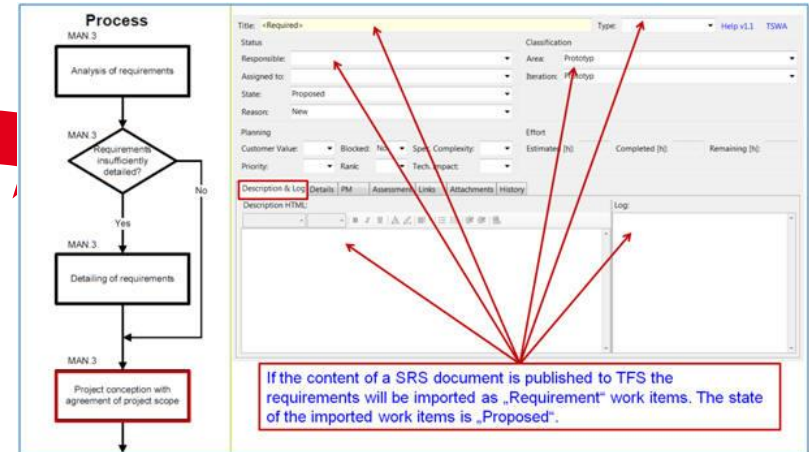 Process
MAN.3
Analysis of requirements
MAN.3
Requirements
insufficiently
detailed?
No
Yes
MAN.3
Detailing of requirements
MAN.3
Project conception with
agreement of project scope
Title: <Required> Type: Help v1.1 TSWA
Status Classification
Responsible: Area: Prototyp
Assigned to: Iteration: Prototyp
State: Proposed
Reason: New
Planning Effort
Customer Value: Blocked: No Spec. Complexity: Estimated [h]: Completed [h]: Remaining [h]:
Priority: Rank: Tech. Impact:
Description & Log Details PM Assessment Links Attachments History
Description HTML: Log:
If the content of a SRS document is published to TFS the
requirements will be imported as „Requirement“ work items. The state
of the imported work items is „Proposed“.